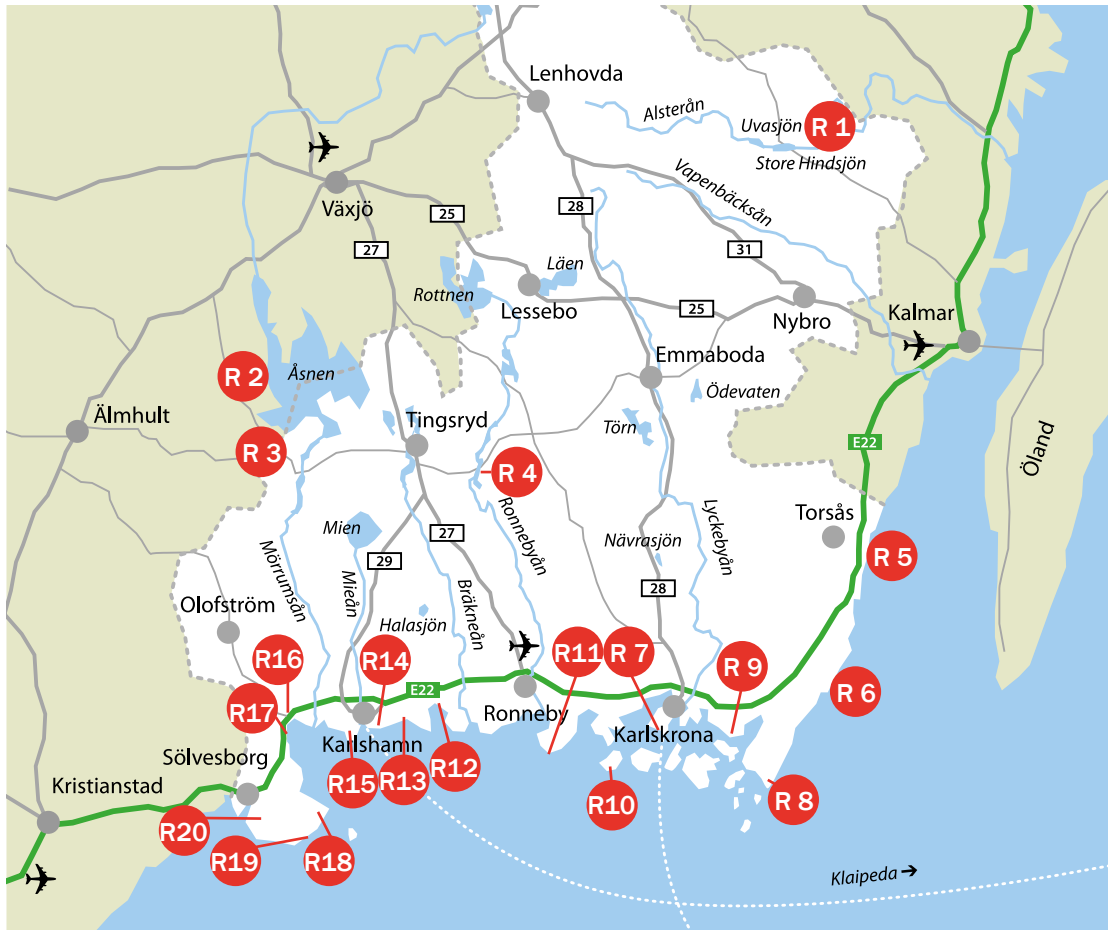 Lenhovda
Alsterån
Uvasjön
R 1
Store Hindsjön
Växjö
Vapenbäcksån
28
25
27
31
Läen
Rottnen
Lessebo
25
Nybro
Kalmar
Emmaboda
R 2
Åsnen
Ödevaten
Älmhult
Tingsryd
Törn
R 3
E22
R 4
Öland
Ronnebyån
Lyckebyån
Torsås
Mien
27
Nävrasjön
R 5
Mörrumsån
Mieån
29
Bräkneån
28
Olofström
Halasjön
R16
R14
R11
R 7
R 9
E22
R 6
R17
Ronneby
Karlskrona
Karlshamn
Sölvesborg
R15
R13
R12
Kristianstad
R10
R 8
R20
R19
R18
Klaipeda →